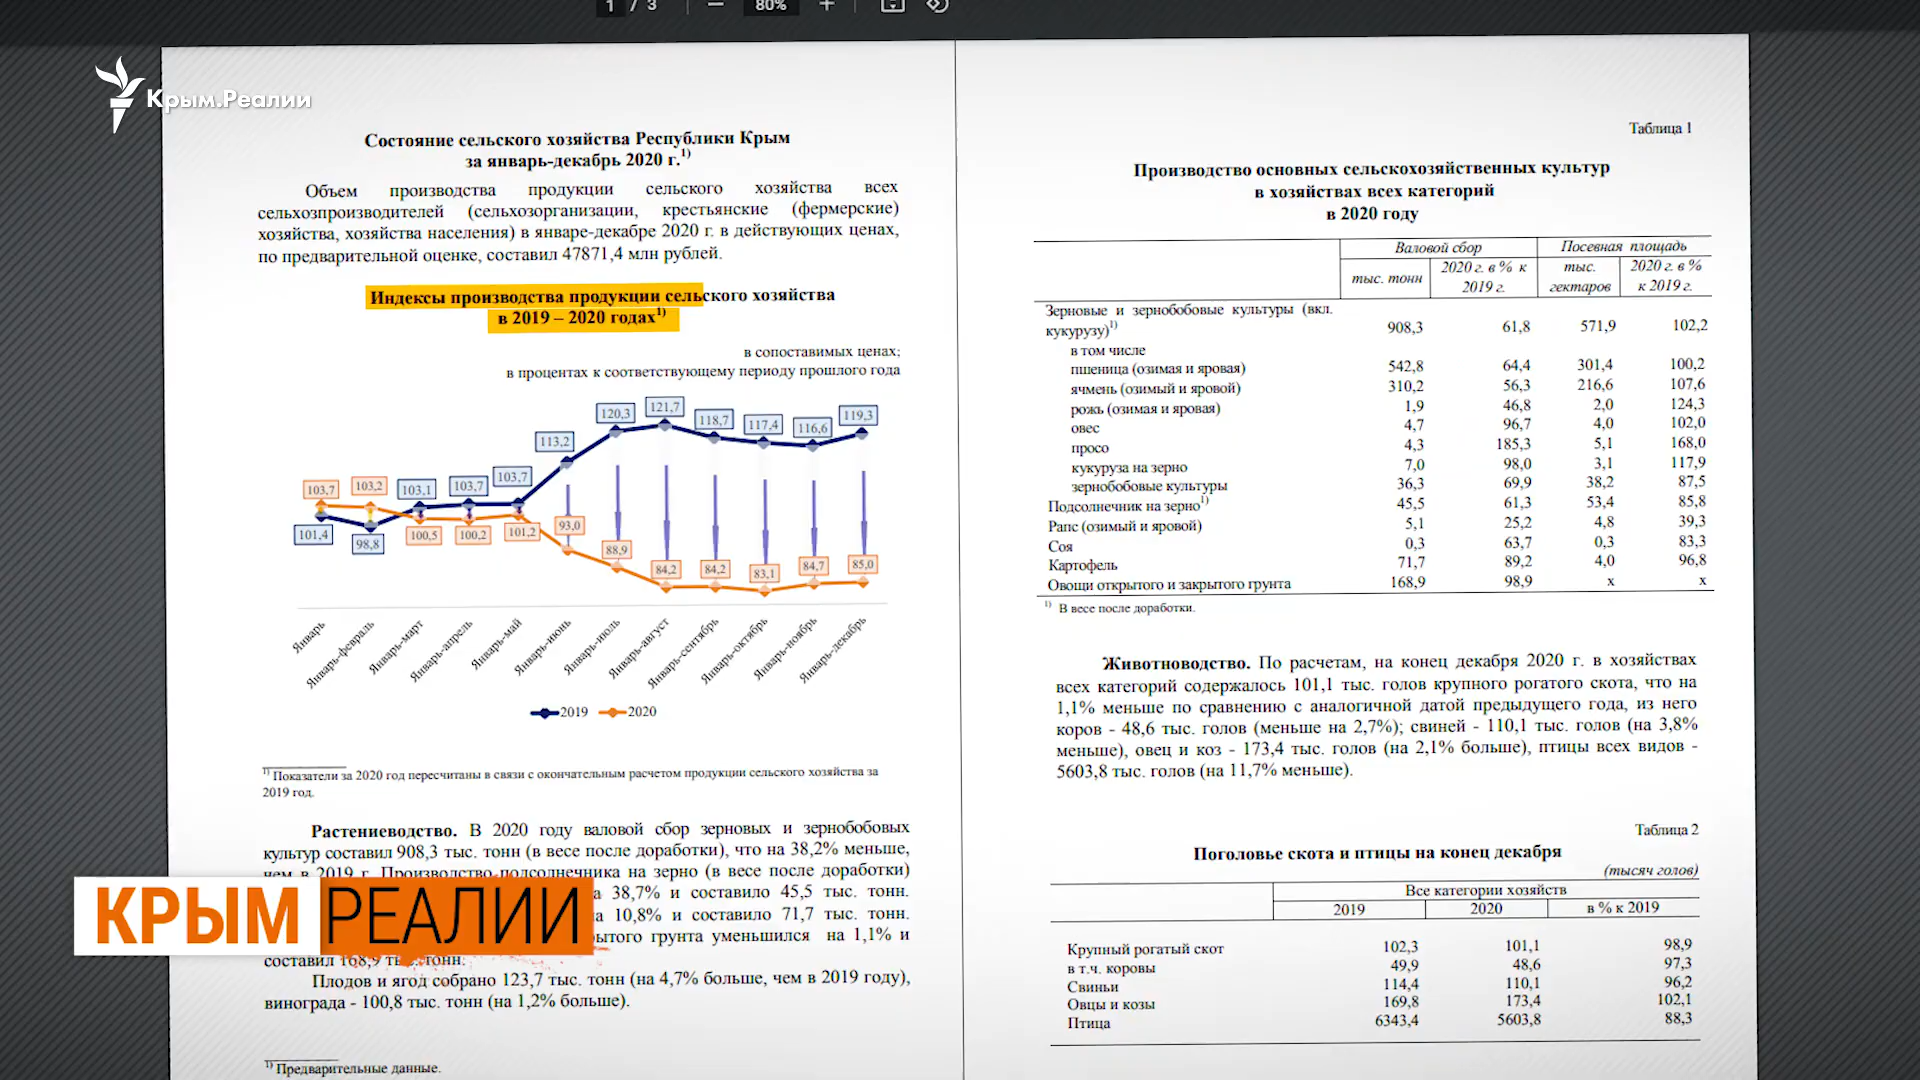 1 / 3
80%
Крым.Реалии
Состояние сельского хозяйства Республики Крым
за январь-декабрь 2020 г.1)
Объем производства продукции сельского хозяйства всех
сельхозпроизводителей (сельхозорганизации, крестьянские (фермерские)
хозяйства, хозяйства населения) в январе-декабре 2020 г. в действующих ценах,
по предварительной оценке, составил 47871,4 млн рублей.
Индексы производства продукции сельского хозяйства
в 2019 – 2020 годах1)
в сопоставимых ценах;
в процентах к соответствующему периоду прошлого года
101,4 98,8 103,1 103,7 103,7 113,2 120,3 121,7 118,7 117,4 116,6 119,3
103,7 103,2 100,5 100,2 101,2 93,0 88,9 84,2 84,2 83,1 84,7 85,0
Январь
Январь-февраль
Январь-март
Январь-апрель
Январь-май
Январь-июнь
Январь-июль
Январь-август
Январь-сентябрь
Январь-октябрь
Январь-ноябрь
Январь-декабрь
2019 2020
1) Показатели за 2020 год пересчитаны в связи с окончательным расчетом продукции сельского хозяйства за
2019 год.
Растениеводство. В 2020 году валовой сбор зерновых и зернобобовых
культур составил 908,3 тыс. тонн (в весе после доработки), что на 38,2% меньше,
чем в 2019 г. Производство подсолнечника на зерно (в весе после доработки)
38,7% и составило 45,5 тыс. тонн.
10,8% и составило 71,7 тыс. тонн.
грунта уменьшился на 1,1% и
составил 168,9 тыс. тонн.
Плодов и ягод собрано 123,7 тыс. тонн (на 4,7% больше, чем в 2019 году),
винограда - 100,8 тыс. тонн (на 1,2% больше).
1) Предварительные данные.
КРЫМ РЕАЛИИ
Таблица 1
Производство основных сельскохозяйственных культур
в хозяйствах всех категорий
в 2020 году
Валовой сбор Посевная площадь
тыс. тонн 2020 г. в % к 2019 г. тыс. гектаров 2020 г. в % к 2019 г.
Зерновые и зернобобовые культуры (вкл.
кукурузу)1) 908,3 61,8 571,9 102,2
в том числе
пшеница (озимая и яровая) 542,8 64,4 301,4 100,2
ячмень (озимый и яровой) 310,2 56,3 216,6 107,6
рожь (озимая и яровая) 1,9 46,8 2,0 124,3
овес 4,7 96,7 4,0 102,0
просо 4,3 185,3 5,1 168,0
кукуруза на зерно 7,0 98,0 3,1 117,9
зернобобовые культуры 36,3 69,9 38,2 87,5
Подсолнечник на зерно1) 45,5 61,3 53,4 85,8
Рапс (озимый и яровой) 5,1 25,2 4,8 39,3
Соя 0,3 63,7 0,3 83,3
Картофель 71,7 89,2 4,0 96,8
Овощи открытого и закрытого грунта 168,9 98,9 х х
1) В весе после доработки.
Животноводство. По расчетам, на конец декабря 2020 г. в хозяйствах
всех категорий содержалось 101,1 тыс. голов крупного рогатого скота, что на
1,1% меньше по сравнению с аналогичной датой предыдущего года, из него
коров - 48,6 тыс. голов (меньше на 2,7%); свиней - 110,1 тыс. голов (на 3,8%
меньше), овец и коз - 173,4 тыс. голов (на 2,1% больше), птицы всех видов -
5603,8 тыс. голов (на 11,7% меньше).
Таблица 2
Поголовье скота и птицы на конец декабря
(тысяч голов)
Все категории хозяйств
2019 2020 в % к 2019
Крупный рогатый скот 102,3 101,1 98,9
в т.ч. коровы 49,9 48,6 97,3
Свиньи 114,4 110,1 96,2
Овцы и козы 169,8 173,4 102,1
Птица 6343,4 5603,8 88,3